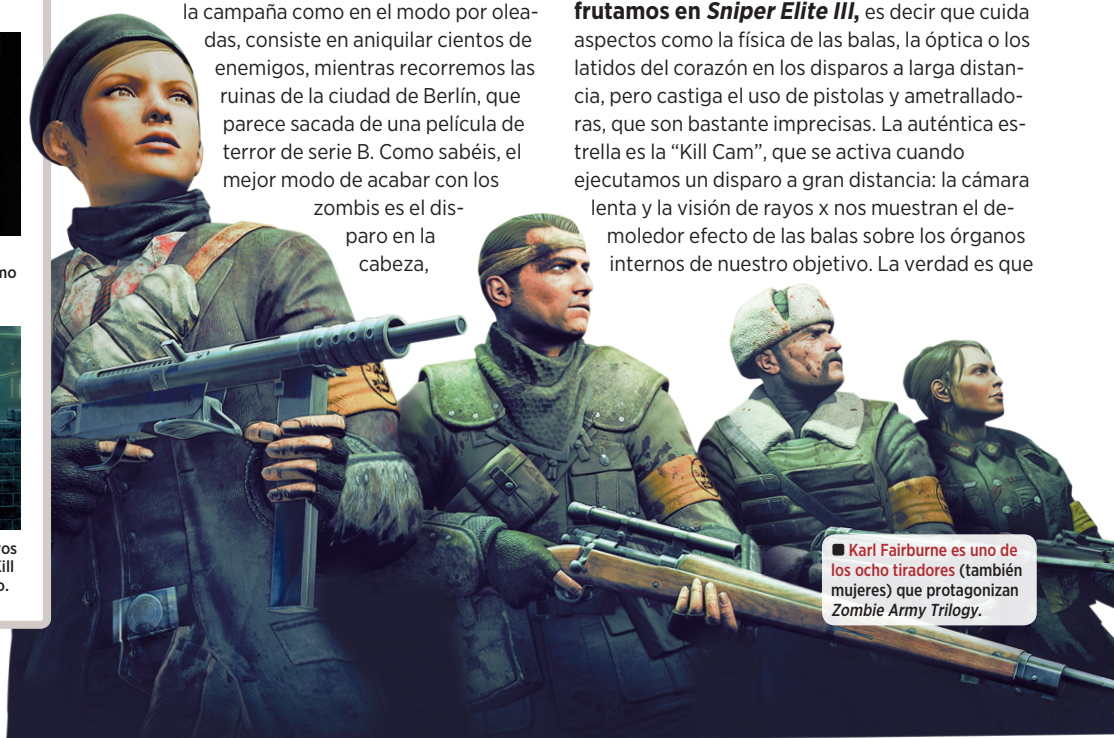 mo
os
ill
o.
la campaña como en el modo por olea-
das, consiste en aniquilar cientos de
enemigos, mientras recorremos las
ruinas de la ciudad de Berlín, que
parece sacada de una película de
terror de serie B. Como sabéis, el
mejor modo de acabar con los
zombis es el dis-
paro en la
cabeza,
frutamos en Sniper Elite III, es decir que cuida
aspectos como la física de las balas, la óptica o los
latidos del corazón en los disparos a larga distan-
cia, pero castiga el uso de pistolas y ametrallado-
ras, que son bastante imprecisas. La auténtica es-
trella es la “Kill Cam”, que se activa cuando
ejecutamos un disparo a gran distancia: la cámara
lenta y la visión de rayos x nos muestran el de-
moledor efecto de las balas sobre los órganos
internos de nuestro objetivo. La verdad es que
■ Karl Fairburne es uno de
los ocho tiradores (también
mujeres) que protagonizan
Zombie Army Trilogy.